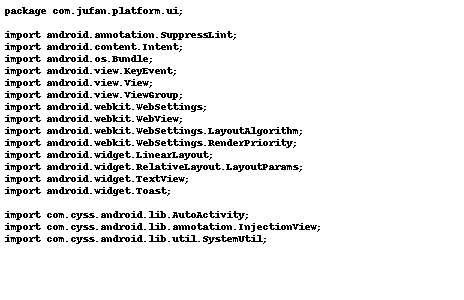 package com.jufan.platform.ui;

import android.annotation.SuppressLint;
import android.content.Intent;
import android.os.Bundle;
import android.view.KeyEvent;
import android.view.View;
import android.view.ViewGroup;
import android.webkit.WebSettings;
import android.webkit.WebView;
import android.webkit.WebSettings.LayoutAlgorithm;
import android.webkit.WebSettings.RenderPriority;
import android.widget.LinearLayout;
import android.widget.RelativeLayout.LayoutParams;
import android.widget.TextView;
import android.widget.Toast;

import com.cyss.android.lib.AutoActivity;
import com.cyss.android.lib.annotation.InjectionView;
import com.cyss.android.lib.util.SystemUtil;